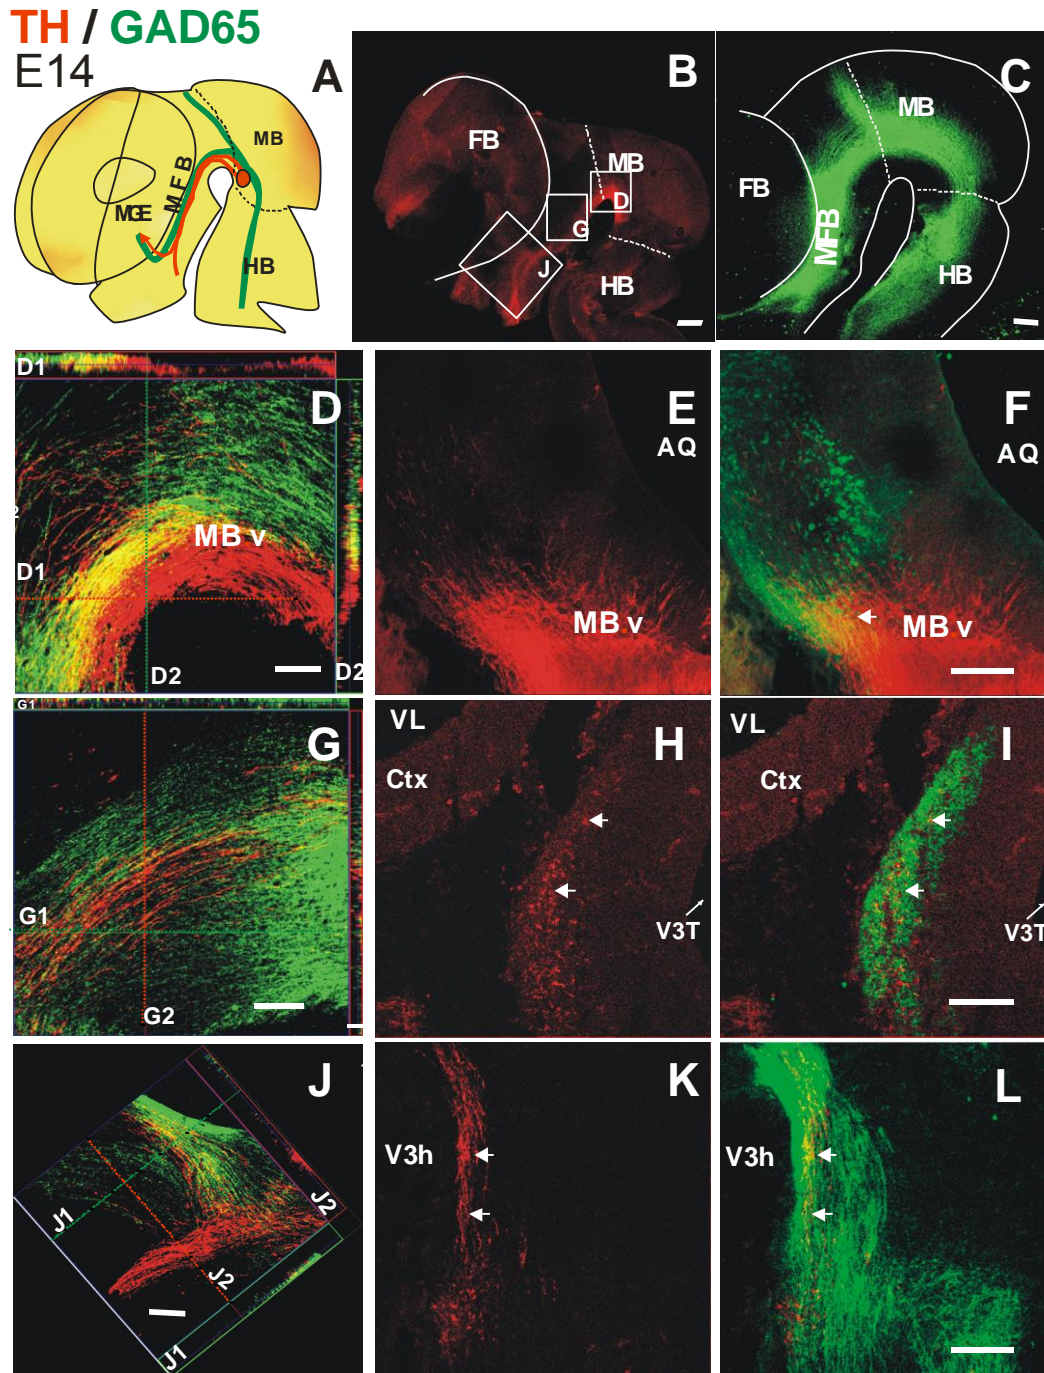 TH / GAD65
E14
A
MB
MFB
MGE
HB
B
FB
MB
D
G
J
HB
C
MB
FB
MFB
HB
D1
D
MB v
D1
D2
D2
E
AQ
MB v
F
AQ
MB v
G1
G
G1
G2
VL
H
Ctx
V3T
VL
I
Ctx
V3T
J
J1
J2
J2
J1
K
V3h
L
V3h